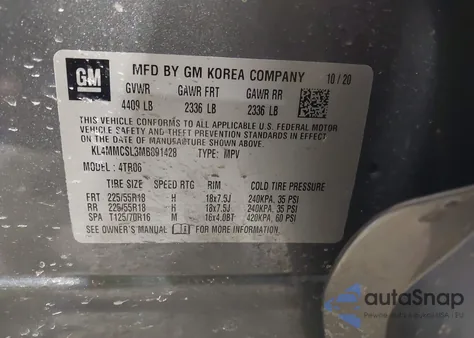 GM
MFD BY GM KOREA COMPANY 10/20
GVWR GAWR FRT GAWR RR
4409 LB 2336 LB 2336 LB
THIS VEHICLE CONFORMS TO ALL APPLICABLE U.S. FEDERAL MOTOR
VEHICLE SAFETY AND THEFT PREVENTION STANDARDS IN EFFECT
ON THE DATE OF MANUFACTURE SHOWN ABOVE.
KL4MMCSL3MB091428 TYPE: MPV
MODEL: 4TR06
TIRE SIZE SPEED RTG RIM COLD TIRE PRESSURE
FRT 225/55R18 H 18x7.5J 240KPA, 35 PSI
RR 225/55R18 H 18x7.5J 240KPA, 35 PSI
SPA T125/70R16 M 16x4.0BT 420KPA, 60 PSI
SEE OWNER'S MANUAL FOR MORE INFORMATION.
autoSnap